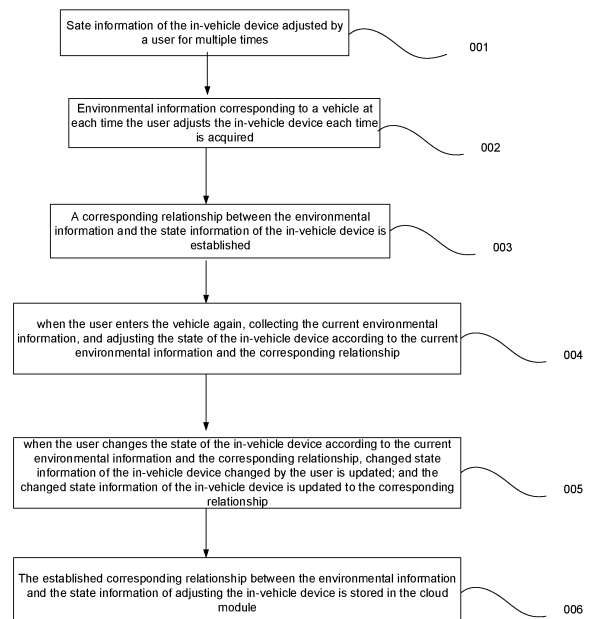 Sate information of the in-vehicle device adjusted by
a user for multiple times
001
Environmental information corresponding to a vehicle at
each time the user adjusts the in-vehicle device each time
is acquired
002
A corresponding relationship between the environmental
information and the state information of the in-vehicle device is
established
003
when the user enters the vehicle again, collecting the current environmental
information, and adjusting the state of the in-vehicle device according to the current
environmental information and the corresponding relationship
004
when the user changes the state of the in-vehicle device according to the current
environmental information and the corresponding relationship, changed state
information of the in-vehicle device changed by the user is updated; and the
changed state information of the in-vehicle device is updated to the corresponding
relationship
005
The established corresponding relationship between the environmental information
and the state information of adjusting the in-vehicle device is stored in the cloud
module
006